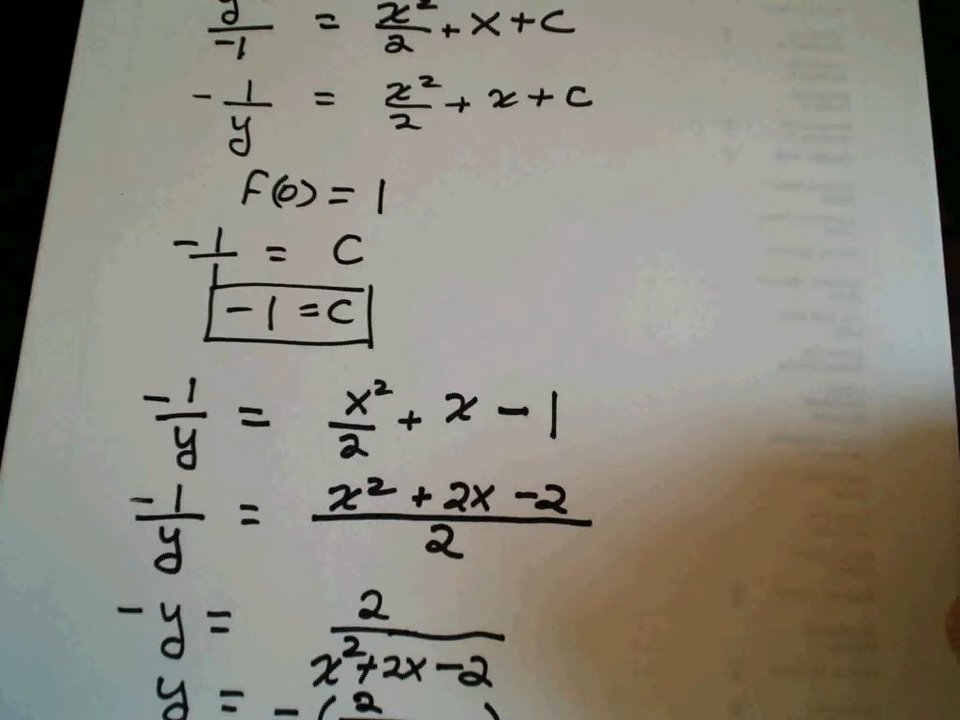 y/-1 = x²/2 + x + c
-1/y = x²/2 + x + c
F(0) = 1
-1/1 = C
-1 = C
-1/y = x²/2 + x - 1
-1/y = (x² + 2x - 2)/2
-y = 2/(x² + 2x - 2)
y = -(2/ )